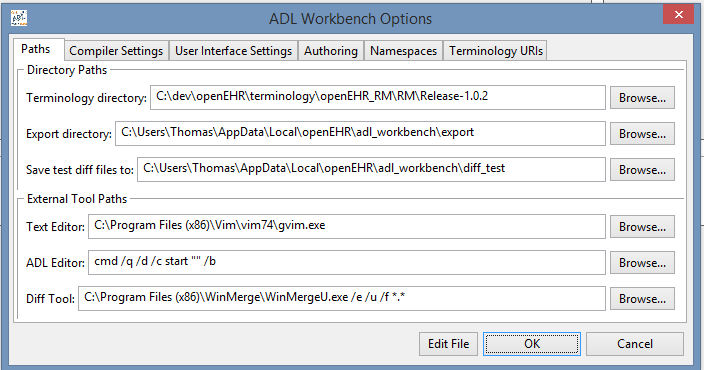 ADL Workbench Options
Paths Compiler Settings User Interface Settings Authoring Namespaces Terminology URIs
Directory Paths
Terminology directory: C:\dev\openEHR\terminology\openEHR_RM\RM\Release-1.0.2 Browse...
Export directory: C:\Users\Thomas\AppData\Local\openEHR\adl_workbench\export Browse...
Save test diff files to: C:\Users\Thomas\AppData\Local\openEHR\adl_workbench\diff_test Browse...
External Tool Paths
Text Editor: C:\Program Files (x86)\Vim\vim74\gvim.exe Browse...
ADL Editor: cmd /q /d /c start "" /b Browse...
Diff Tool: C:\Program Files (x86)\WinMerge\WinMergeU.exe /e /u /f *.* Browse...
Edit File OK Cancel